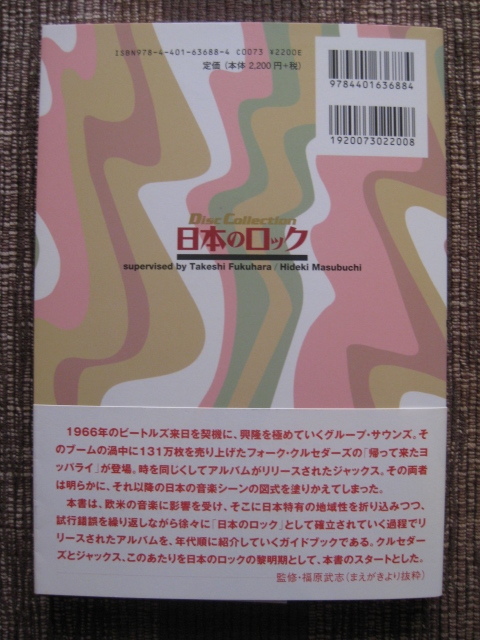 ISBN978-4-401-63688-4 C0073 ¥2200E
定価（本体2,200円+税）
9784401636884
1920073022008
Disc Collection
日本のロック
supervised by Takeshi Fukuhara / Hideki Masubuchi
1966年のビートルズ来日を契機に、興隆を極めていくグループ・サウンズ。そ
のブームの渦中に131万枚を売り上げたフォーク・クルセダーズの「帰って来たヨ
ッパライ」が登場。時を同じくしてアルバムがリリースされたジャックス、その両者
は明らかに、それ以降の日本の音楽シーンの図式を塗りかえてしまった。
本書は、欧米の音楽に影響を受け、そこに日本特有の地域性を折り込みつつ、
試行錯誤を繰り返しながら徐々に「日本のロック」として確立されていく過程でリ
リースされたアルバムを、年代順に紹介していくガイドブックである。クルセダー
ズとジャックス、このあたりを日本のロックの黎明期として、本書のスタートとした。
監修・福原武志（まえがきより抜粋）